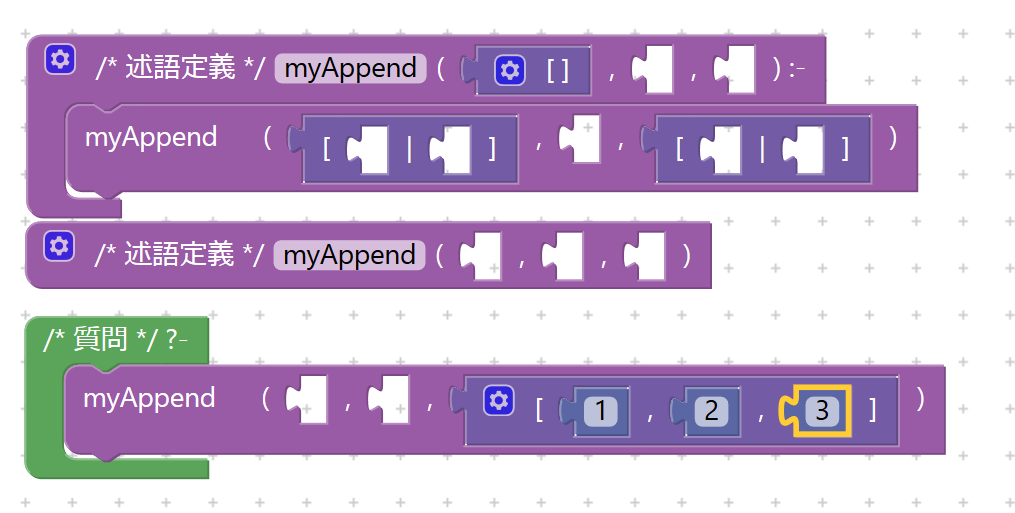 /* 述語定義 */ myAppend ( [ ] , , ) :-
myAppend ( [ | ] , , [ | ] )
/* 述語定義 */ myAppend ( , , )
/* 質問 */ ?-
myAppend ( , , [ 1 , 2 , 3 ] )